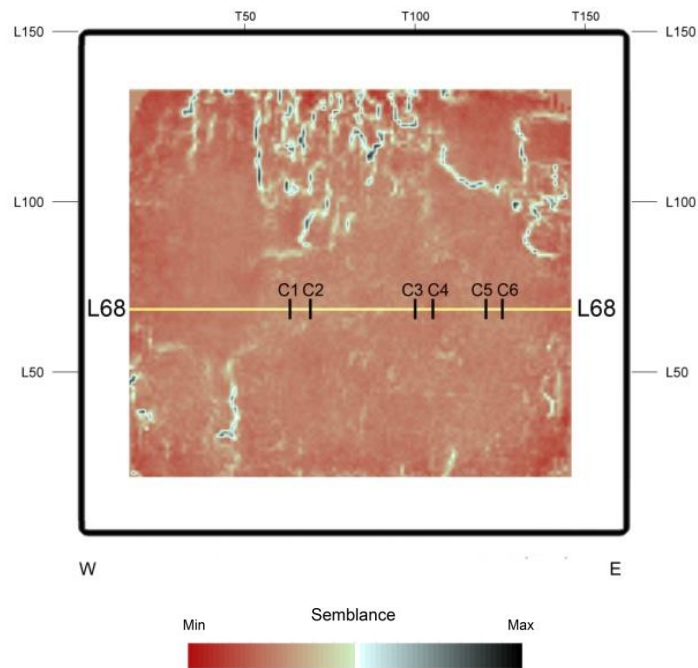 T50 T100 T150
L150 L150
L100 L100
C1 C2 C3 C4 C5 C6
L68 L68
L50 L50
W E
Semblance
Min Max